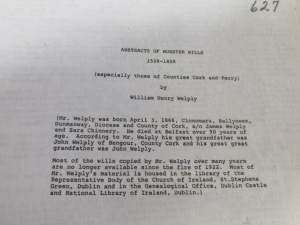 627
ABSTRACTS OF MUNSTER WILLS
1528-1859
(especially those of Counties Cork and Kerry)
by
William Henry Welply
(Mr. Welply was born April 3, 1866, Clonomera, Ballyneen,
Dunmanway, Diocese and County of Cork, s/o James Welply
and Sara Chinnery. He died at Belfast over 90 years of
age. According to Mr. Welply his great grandfather was
John Welply of Bengour, County Cork and his great great
grandfather was John Welply.
Most of the wills copied by Mr. Welply over many years
are no longer available since the fire of 1922. Most of
Mr. Welply's material is housed in the library of the
Representative Body of the Church of Ireland, St.Stephens
Green, Dublin and in the Genealogical Office, Dublin Castle
and National Library of Ireland, Dublin.)